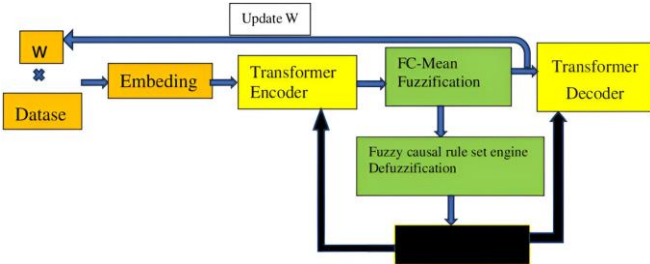 Update W
W
Datase
Embeding
Transformer
Encoder
FC-Mean
Fuzzification
Transformer
Decoder
Fuzzy causal rule set engine
Defuzzification